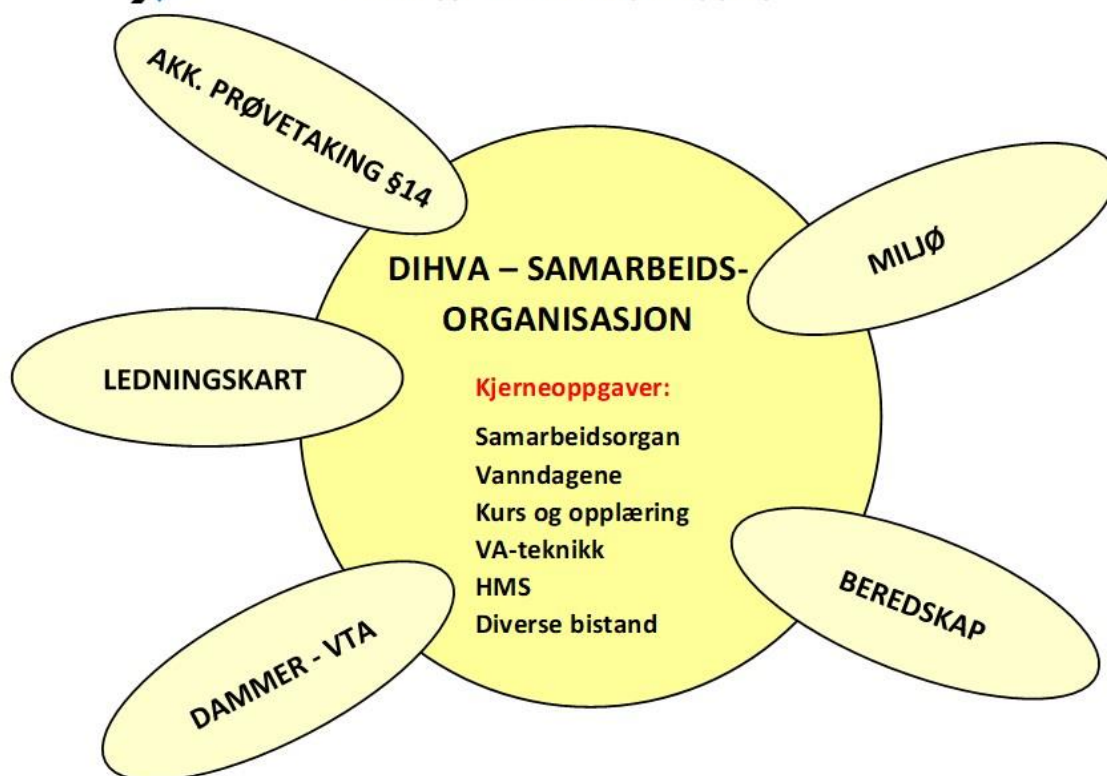 AKK. PRØVETAKING §14
MILJØ
DIHVA – SAMARBEIDS-
ORGANISASJON
LEDNINGSKART
Kjerneoppgaver:
Samarbeidsorgan
Vanndagene
Kurs og opplæring
VA-teknikk
HMS
Diverse bistand
BEREDSKAP
DAMMER - VTA